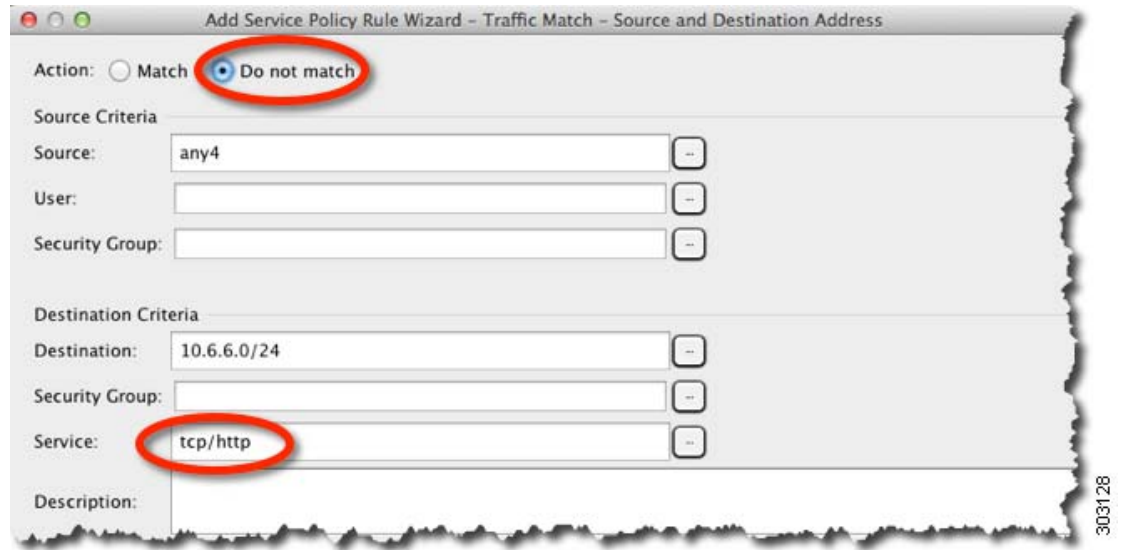 Add Service Policy Rule Wizard – Traffic Match – Source and Destination Address
Action: Match Do not match
Source Criteria
Source: any4 ...
User: ...
Security Group: ...
Destination Criteria
Destination: 10.6.6.0/24 ...
Security Group: ...
Service: tcp/http ...
Description:
303128